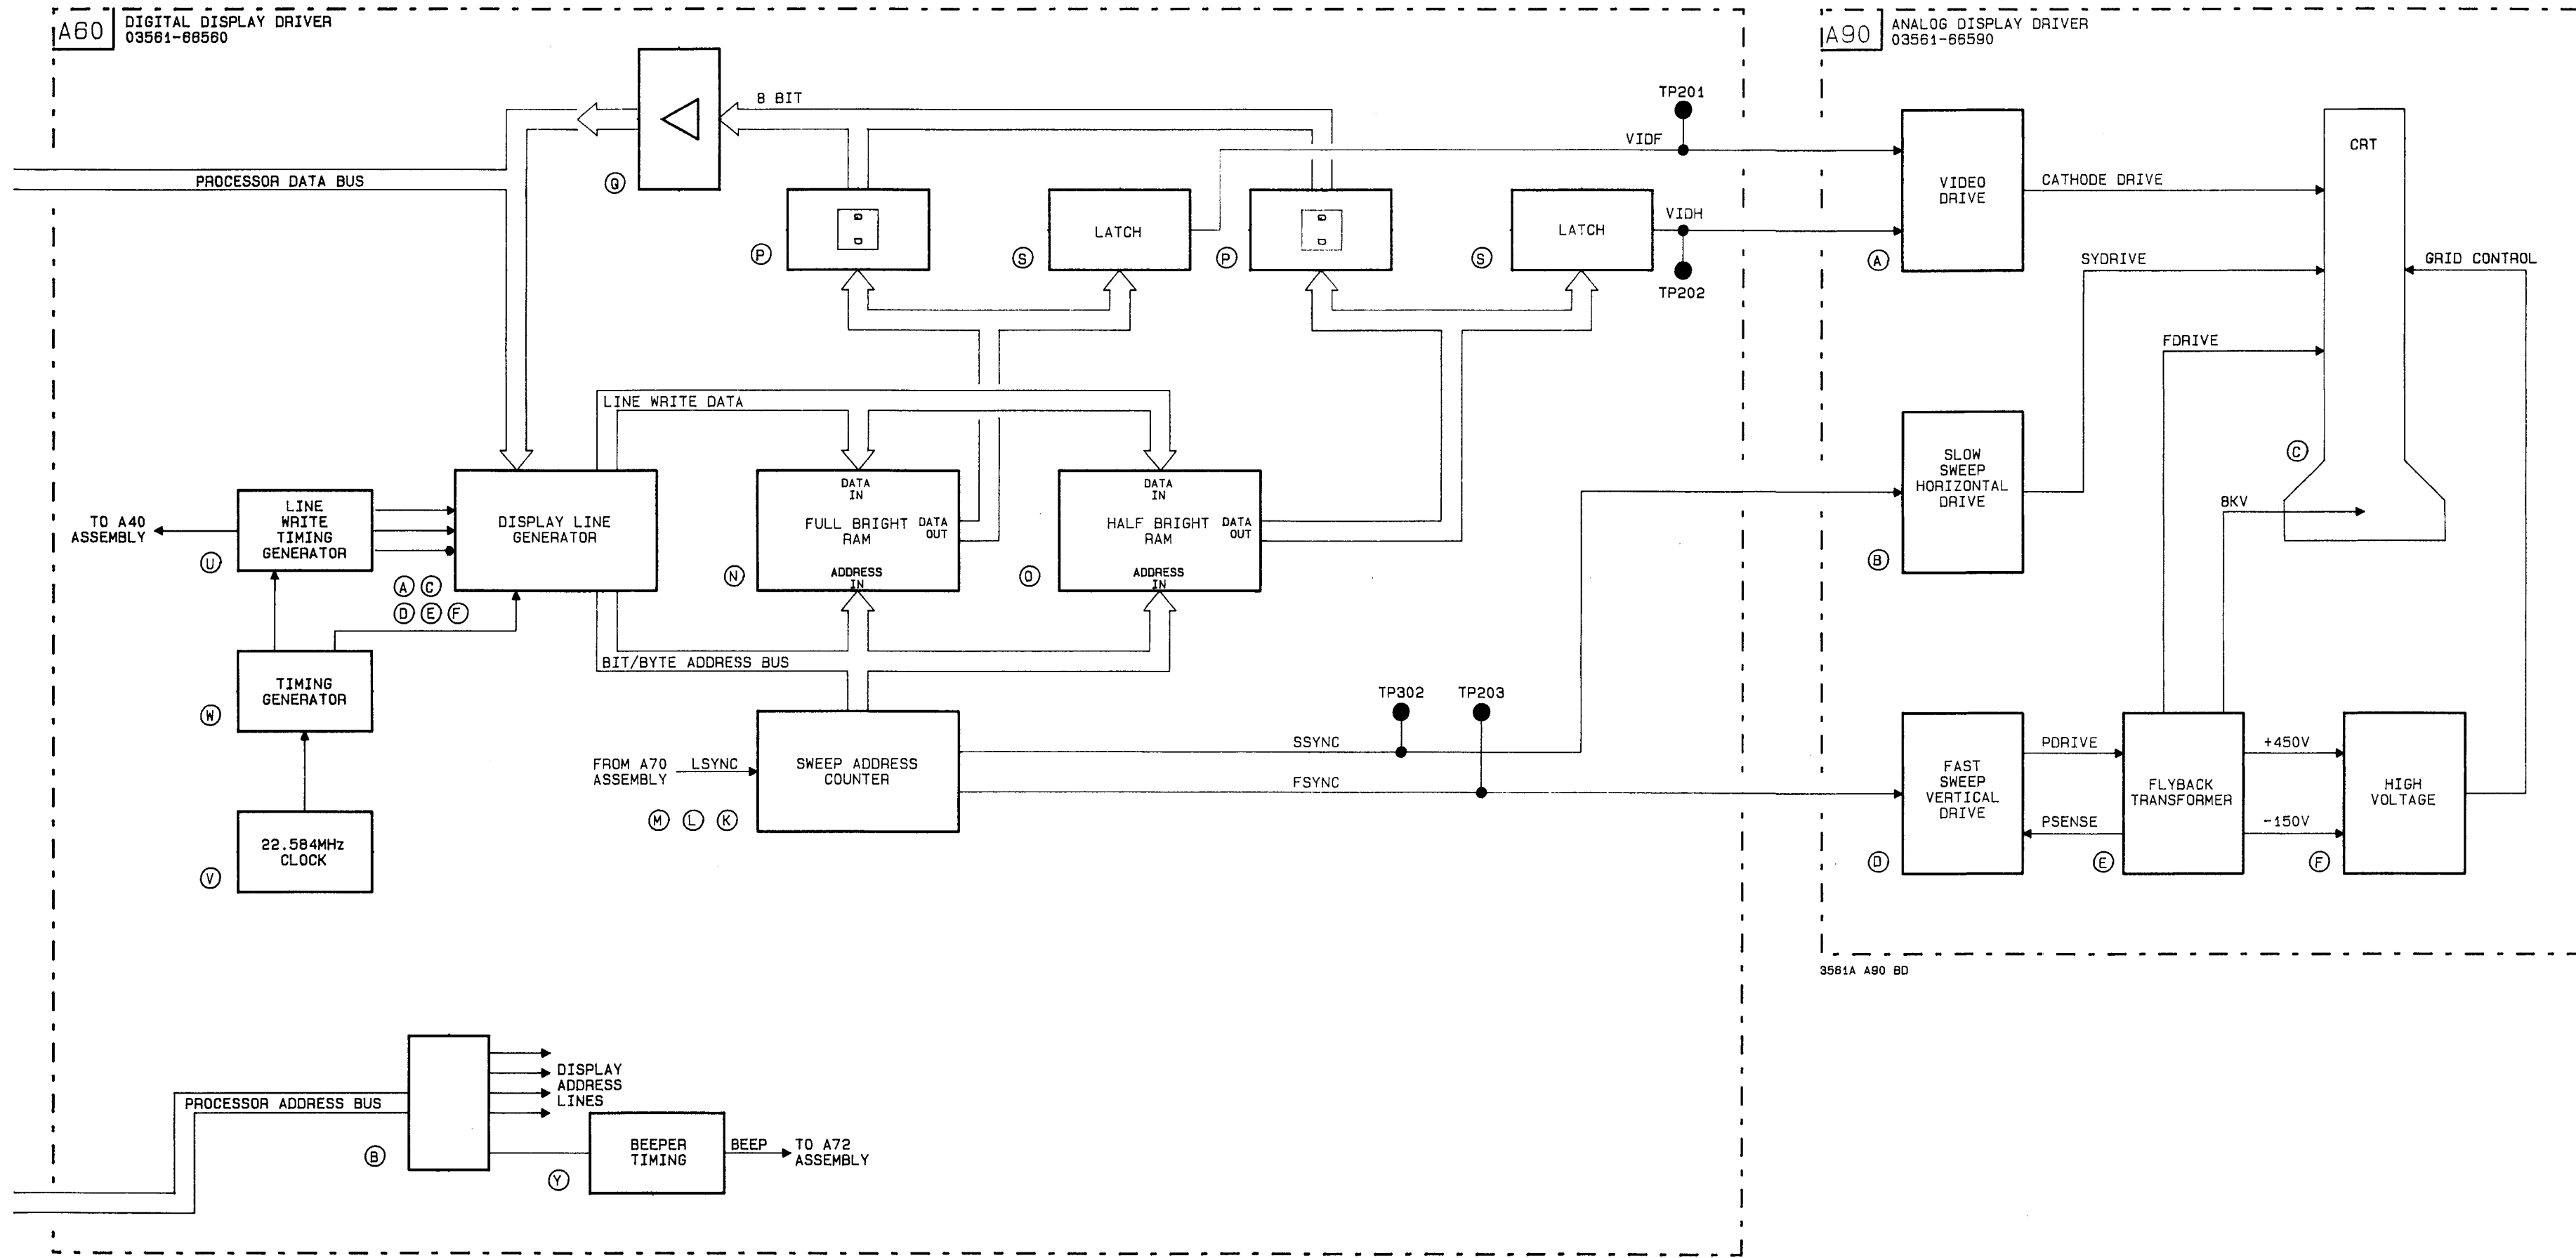 A60
DIGITAL DISPLAY DRIVER
03561-66560
A90
ANALOG DISPLAY DRIVER
03561-66590
8 BIT
TP201
VIDF
CRT
PROCESSOR DATA BUS
Q
VIDEO
DRIVE
CATHODE DRIVE
Q
D
P
LATCH
S
Q
D
P
LATCH
S
VIDH
TP202
A
SYDRIVE
GRID CONTROL
FDRIVE
LINE WRITE DATA
C
SLOW
SWEEP
HORIZONTAL
DRIVE
B
8KV
TO A40
ASSEMBLY
LINE
WRITE
TIMING
GENERATOR
U
DISPLAY LINE
GENERATOR
A C
D E F
DATA
IN
FULL BRIGHT
RAM
DATA
OUT
ADDRESS
IN
N
DATA
IN
HALF BRIGHT
RAM
DATA
OUT
ADDRESS
IN
O
BIT/BYTE ADDRESS BUS
TIMING
GENERATOR
W
TP302
TP203
FROM A70
ASSEMBLY
LSYNC
SWEEP ADDRESS
COUNTER
M L K
SSYNC
FSYNC
FAST
SWEEP
VERTICAL
DRIVE
D
PDRIVE
PSENSE
FLYBACK
TRANSFORMER
E
+450V
-150V
HIGH
VOLTAGE
F
22.584MHz
CLOCK
V
3561A A90 BD
DISPLAY
ADDRESS
LINES
PROCESSOR ADDRESS BUS
B
BEEPER
TIMING
Y
BEEP
TO A72
ASSEMBLY